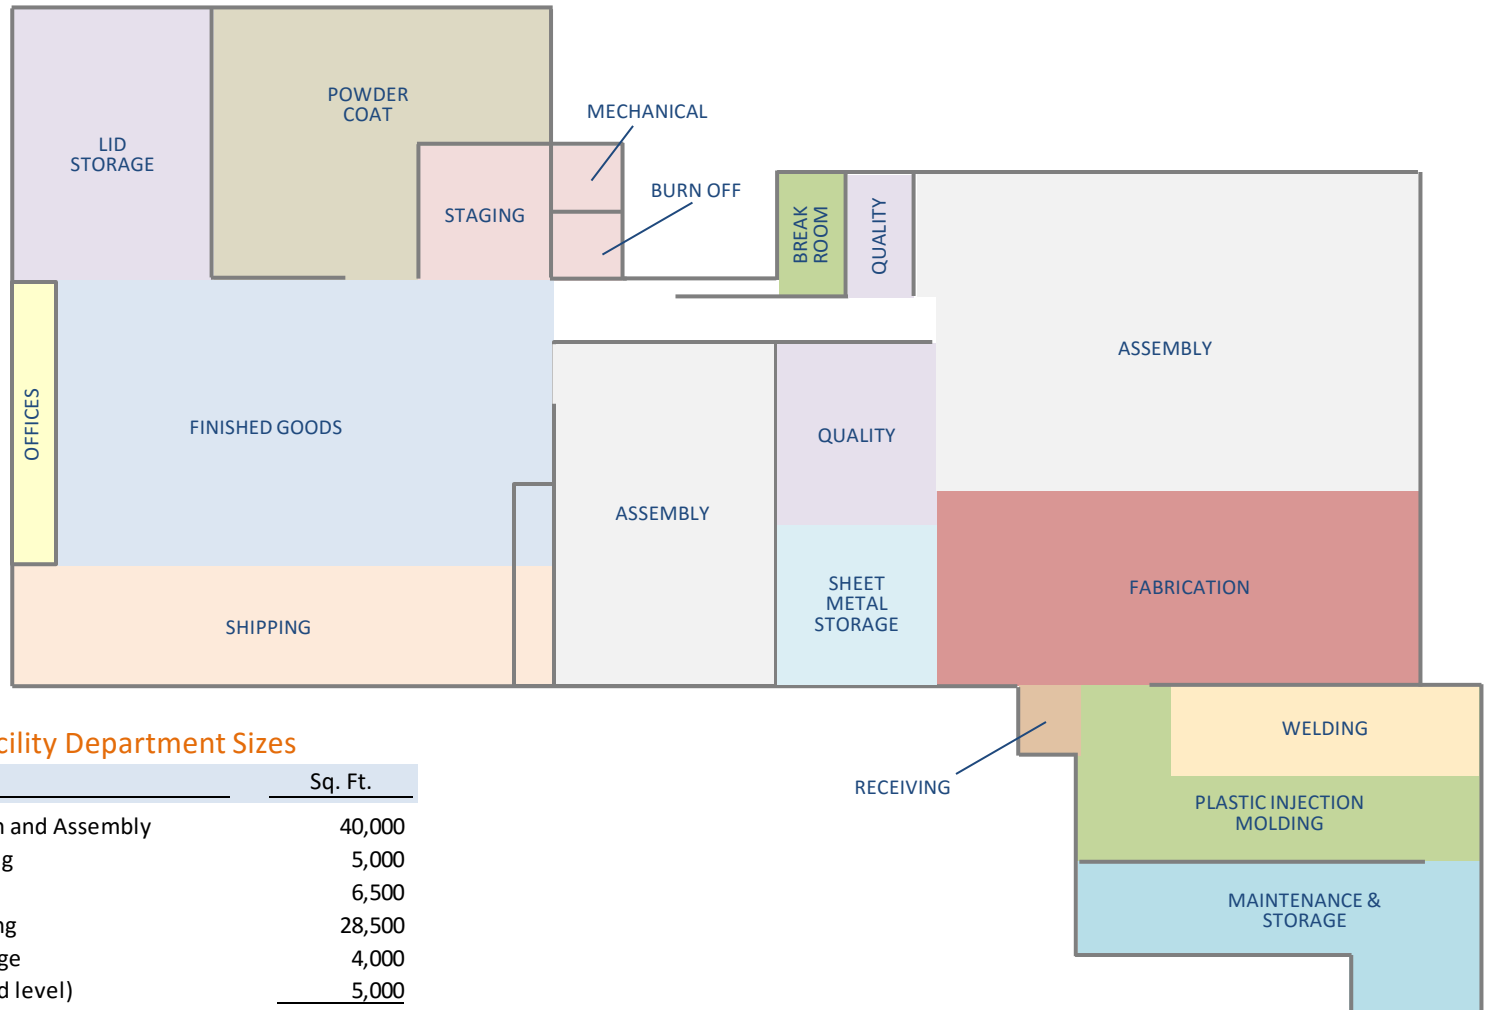 POWDER
COAT
MECHANICAL
LID
STORAGE
BURN OFF
STAGING
BREAK
ROOM
QUALITY
ASSEMBLY
OFFICES
FINISHED GOODS
QUALITY
ASSEMBLY
SHEET
METAL
STORAGE
FABRICATION
SHIPPING
WELDING
RECEIVING
PLASTIC INJECTION
MOLDING
MAINTENANCE &
STORAGE
cility Department Sizes
Sq. Ft.
n and Assembly 40,000
g 5,000
6,500
ng 28,500
ge 4,000
d level) 5,000